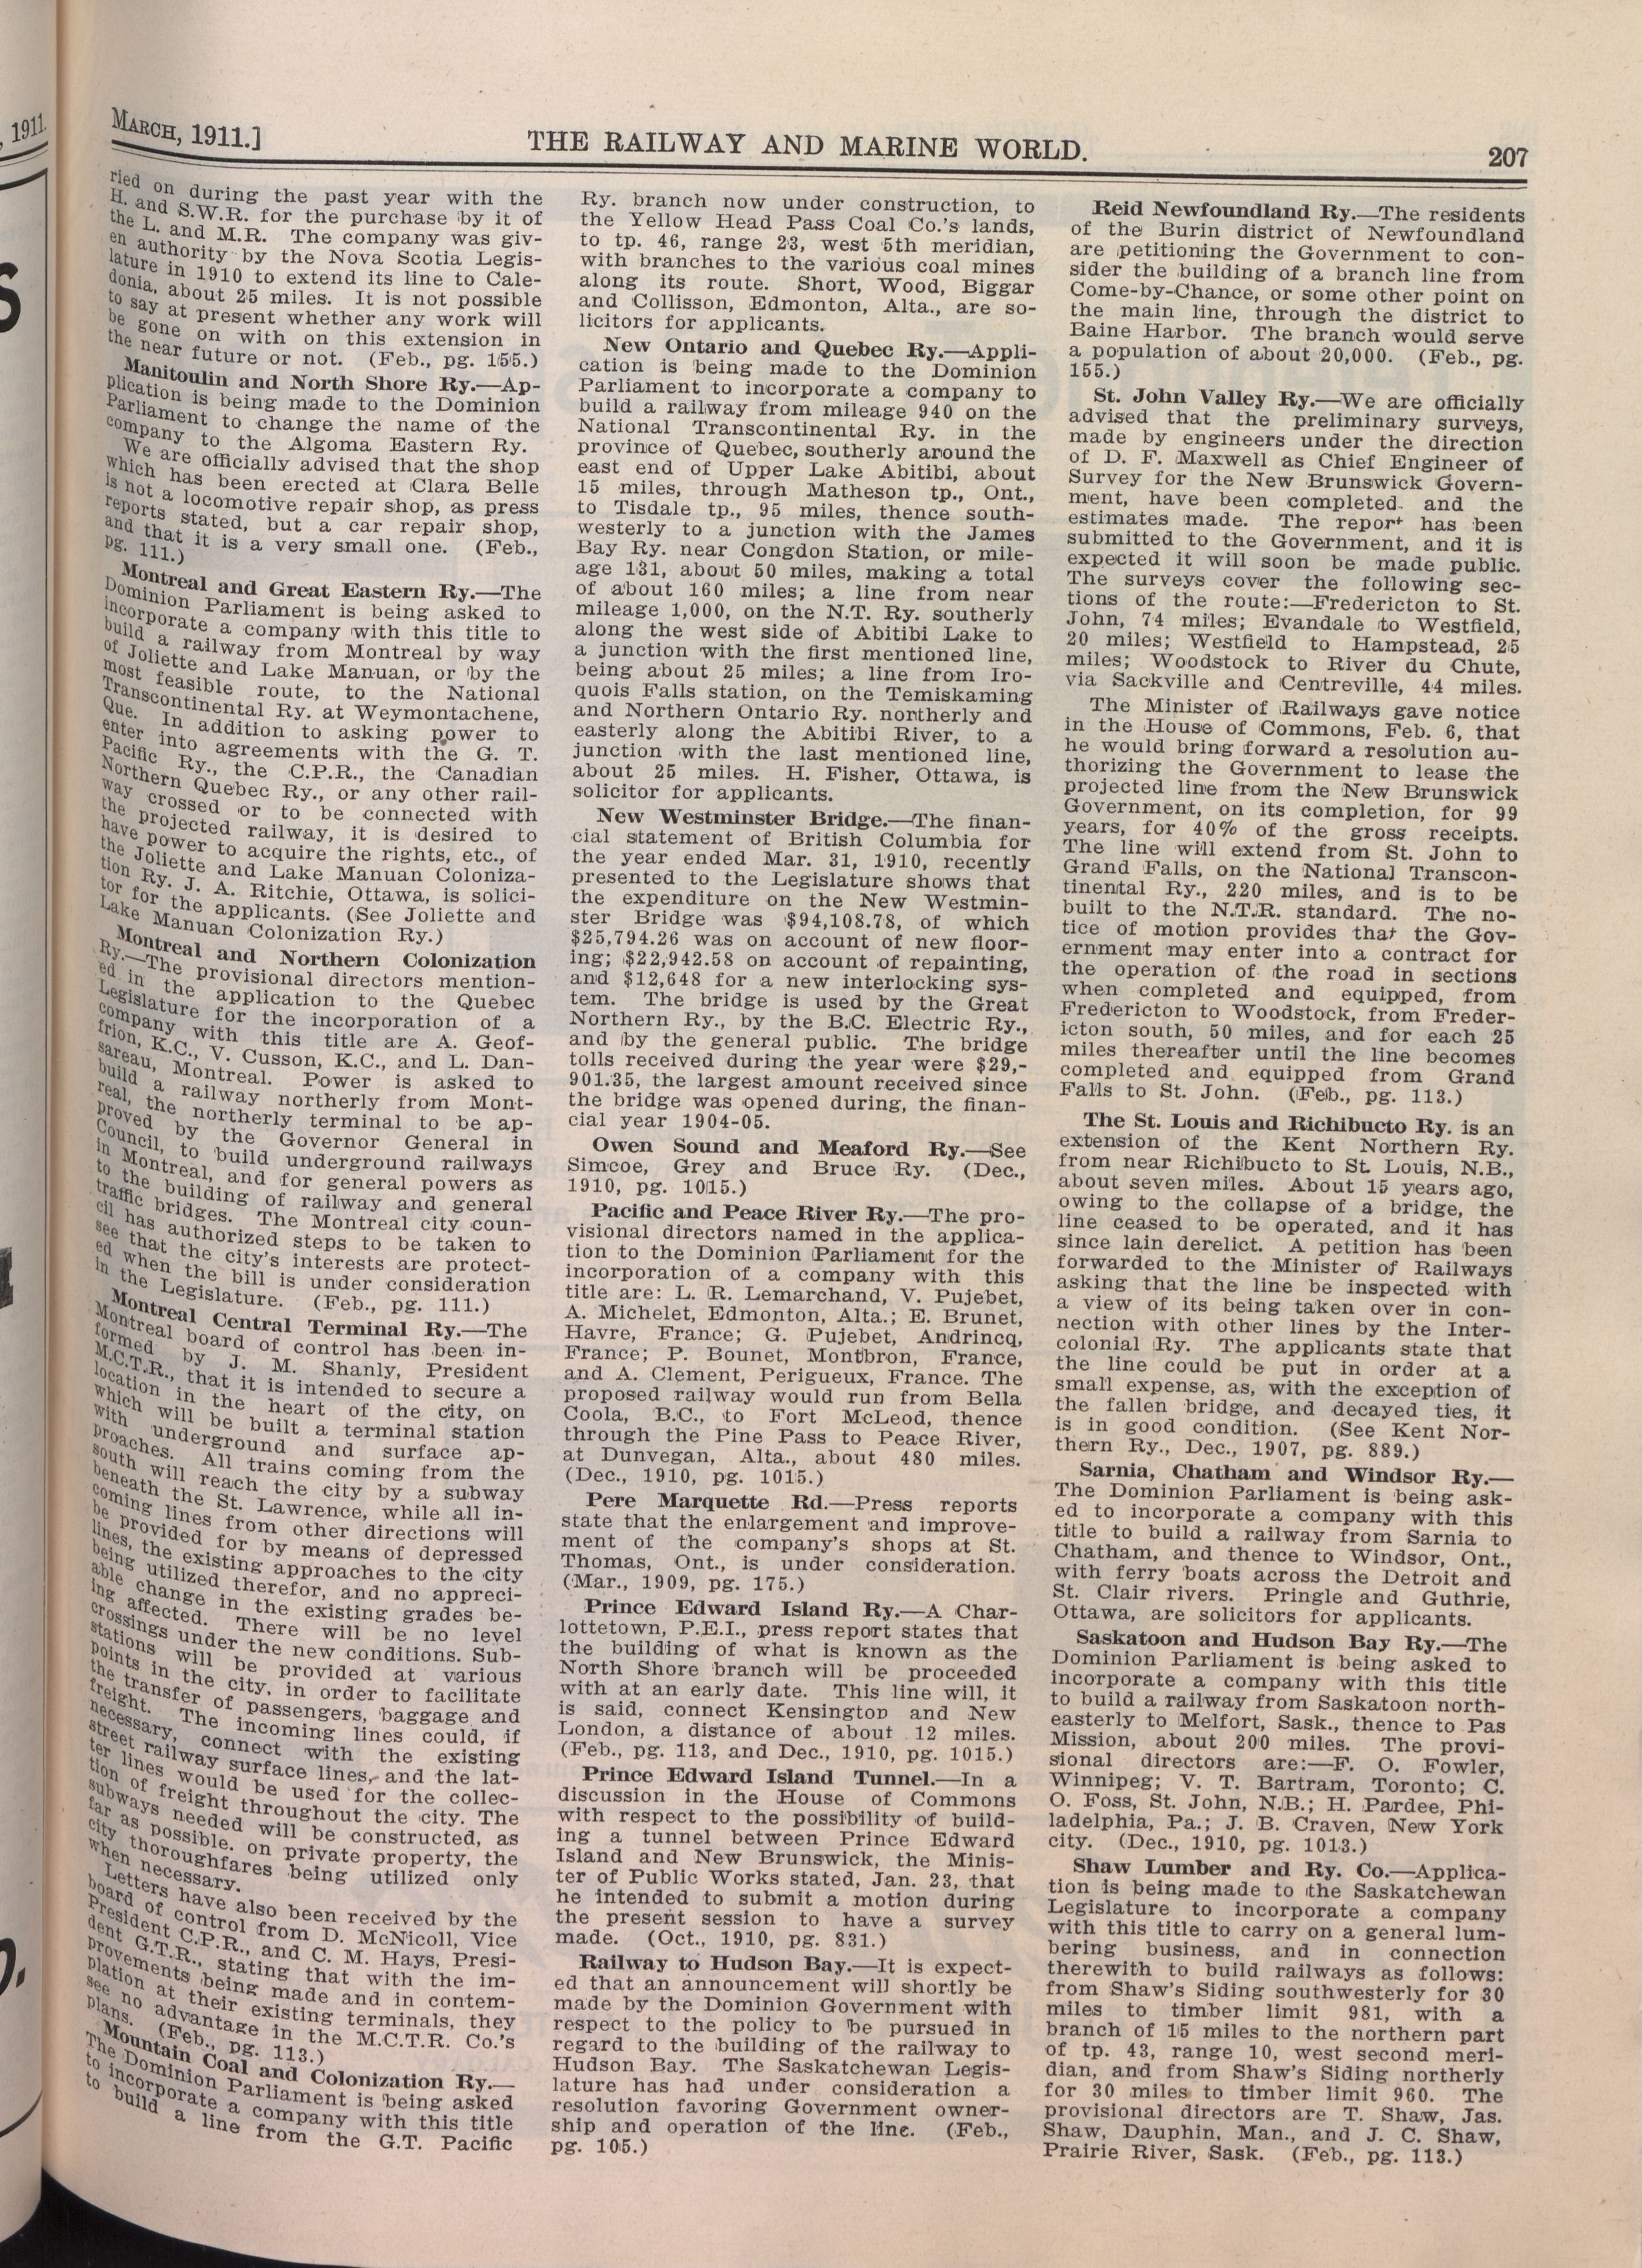 , 1911.
MARCH, 1911.]
THE RAILWAY AND MARINE WORLD.
207
ried on during the past year with the
H. and S.W.R. for the purchase by it of
the L. and M.R. The company was giv-
en authority by the Nova Scotia Legis-
lature in 1910 to extend its line to Cale-
donia, about 25 miles. It is not possible
to say at present whether any work will
be gone on with on this extension in
the near future or not. (Feb., pg. 155.)
Manitoulin and North Shore Ry.—Ap-
plication is being made to the Dominion
Parliament to change the name of the
company to the Algoma Eastern Ry.
We are officially advised that the shop
which has been erected at Clara Belle
is not a locomotive repair shop, as press
reports stated, but a car repair shop,
and that it is a very small one. (Feb.,
pg. 111.)
Montreal and Great Eastern Ry.—The
Dominion Parliament is being asked to
incorporate a company with this title to
build a railway from Montreal by way
of Joliette and Lake Manuan, or by the
most feasible route, to the National
Transcontinental Ry. at Weymontachene,
Que. In addition to asking power to
enter into agreements with the G. T.
Pacific Ry., the C.P.R., the Canadian
Northern Quebec Ry., or any other rail-
way crossed or to be connected with
the projected railway, it is desired to
have power to acquire the rights, etc., of
the Joliette and Lake Manuan Coloniza-
tion Ry. J. A. Ritchie, Ottawa, is solici-
tor for the applicants. (See Joliette and
Lake Manuan Colonization Ry.)
Montreal and Northern Colonization
Ry.—The provisional directors mention-
ed in the application to the Quebec
Legislature for the incorporation of a
company with this title are A. Geof-
frion, K.C., V. Cusson, K.C., and L. Dan-
sareau, Montreal. Power is asked to
build a railway northerly from Mont-
real, the northerly terminal to be ap-
proved by the Governor General in
Council, to build underground railways
in Montreal, and for general powers as
to the building of railway and general
traffic bridges. The Montreal city coun-
cil has authorized steps to be taken to
see that the city's interests are protect-
ed when the bill is under consideration
in the Legislature. (Feb., pg. 111.)
Montreal Central Terminal Ry.—The
Montreal board of control has been in-
formed by J. M. Shanly, President
M.C.T.R., that it is intended to secure a
location in the heart of the city, on
which will be built a terminal station
with underground and surface ap-
proaches. All trains coming from the
south will reach the city by a subway
beneath the St. Lawrence, while all in-
coming lines from other directions will
be provided for by means of depressed
lines, the existing approaches to the city
being utilized therefor, and no appreci-
able change in the existing grades be-
ing affected. There will be no level
crossings under the new conditions. Sub-
stations will be provided at various
points in the city, in order to facilitate
the transfer of passengers, baggage and
freight. The incoming lines could, if
necessary, connect with the existing
street railway surface lines, and the lat-
ter lines would be used for the collec-
tion of freight throughout the city. The
subways needed will be constructed, as
far as possible, on private property, the
city thoroughfares being utilized only
when necessary.
Letters have also been received by the
board of control from D. McNicoll, Vice
President C.P.R., and C. M. Hays, Presi-
dent G.T.R., stating that with the im-
provements being made and in contem-
plation at their existing terminals, they
see no advantage in the M.C.T.R. Co.'s
plans. (Feb., pg. 113.)
Mountain Coal and Colonization Ry.—
The Dominion Parliament is being asked
to incorporate a company with this title
to build a line from the G.T. Pacific
Ry. branch now under construction, to
the Yellow Head Pass Coal Co.'s lands,
to tp. 46, range 23, west 5th meridian,
with branches to the various coal mines
along its route. Short, Wood, Biggar
and Collisson, Edmonton, Alta., are so-
licitors for applicants.
New Ontario and Quebec Ry.—Appli-
cation is being made to the Dominion
Parliament to incorporate a company to
build a railway from mileage 940 on the
National Transcontinental Ry. in the
province of Quebec, southerly around the
east end of Upper Lake Abitibi, about
15 miles, through Matheson tp., Ont.,
to Tisdale tp., 95 miles, thence south-
westerly to a junction with the James
Bay Ry. near Congdon Station, or mile-
age 131, about 50 miles, making a total
of about 160 miles; a line from near
mileage 1,000, on the N.T. Ry. southerly
along the west side of Abitibi Lake to
a junction with the first mentioned line,
being about 25 miles; a line from Iro-
quois Falls station, on the Temiskaming
and Northern Ontario Ry. northerly and
easterly along the Abitibi River, to a
junction with the last mentioned line,
about 25 miles. H. Fisher, Ottawa, is
solicitor for applicants.
New Westminster Bridge.—The finan-
cial statement of British Columbia for
the year ended Mar. 31, 1910, recently
presented to the Legislature shows that
the expenditure on the New Westmin-
ster Bridge was $94,108.78, of which
$25,794.26 was on account of new floor-
ing; $22,942.58 on account of repainting,
and $12,648 for a new interlocking sys-
tem. The bridge is used by the Great
Northern Ry., by the B.C. Electric Ry.,
and by the general public. The bridge
tolls received during the year were $29,-
901.35, the largest amount received since
the bridge was opened during, the finan-
cial year 1904-05.
Owen Sound and Meaford Ry.—See
Simcoe, Grey and Bruce Ry. (Dec.,
1910, pg. 1015.)
Pacific and Peace River Ry.—The pro-
visional directors named in the applica-
tion to the Dominion Parliament for the
incorporation of a company with this
title are: L. R. Lemarchand, V. Pujebet,
A. Michelet, Edmonton, Alta.; E. Brunet,
Havre, France; G. Pujebet, Andrincq,
France; P. Bounet, Montbron, France,
and A. Clement, Perigueux, France. The
proposed railway would run from Bella
Coola, B.C., to Fort McLeod, thence
through the Pine Pass to Peace River,
at Dunvegan, Alta., about 480 miles.
(Dec., 1910, pg. 1015.)
Pere Marquette Rd.—Press reports
state that the enlargement and improve-
ment of the company's shops at St.
Thomas, Ont., is under consideration.
(Mar., 1909, pg. 175.)
Prince Edward Island Ry.—A Char-
lottetown, P.E.I., press report states that
the building of what is known as the
North Shore branch will be proceeded
with at an early date. This line will, it
is said, connect Kensington and New
London, a distance of about 12 miles.
(Feb., pg. 113, and Dec., 1910, pg. 1015.)
Prince Edward Island Tunnel.—In a
discussion in the House of Commons
with respect to the possibility of build-
ing a tunnel between Prince Edward
Island and New Brunswick, the Minis-
ter of Public Works stated, Jan. 23, that
he intended to submit a motion during
the present session to have a survey
made. (Oct., 1910, pg. 831.)
Railway to Hudson Bay.—It is expect-
ed that an announcement will shortly be
made by the Dominion Government with
respect to the policy to be pursued in
regard to the building of the railway to
Hudson Bay. The Saskatchewan Legis-
lature has had under consideration a
resolution favoring Government owner-
ship and operation of the line. (Feb.,
pg. 105.)
Reid Newfoundland Ry.—The residents
of the Burin district of Newfoundland
are petitioning the Government to con-
sider the building of a branch line from
Come-by-Chance, or some other point on
the main line, through the district to
Baine Harbor. The branch would serve
a population of about 20,000. (Feb., pg.
155.)
St. John Valley Ry.—We are officially
advised that the preliminary surveys,
made by engineers under the direction
of D. F. Maxwell as Chief Engineer of
Survey for the New Brunswick Govern-
ment, have been completed and the
estimates made. The report has been
submitted to the Government, and it is
expected it will soon be made public.
The surveys cover the following sec-
tions of the route:—Fredericton to St.
John, 74 miles; Evandale to Westfield,
20 miles; Westfield to Hampstead, 25
miles; Woodstock to River du Chute,
via Sackville and Centreville, 44 miles.
The Minister of Railways gave notice
in the House of Commons, Feb. 6, that
he would bring forward a resolution au-
thorizing the Government to lease the
projected line from the New Brunswick
Government, on its completion, for 99
years, for 40% of the gross receipts.
The line will extend from St. John to
Grand Falls, on the National Transcon-
tinental Ry., 220 miles, and is to be
built to the N.T.R. standard. The no-
tice of motion provides that the Gov-
ernment may enter into a contract for
the operation of the road in sections
when completed and equipped, from
Fredericton to Woodstock, from Freder-
icton south, 50 miles, and for each 25
miles thereafter until the line becomes
completed and equipped from Grand
Falls to St. John. (Feb., pg. 113.)
The St. Louis and Richibucto Ry. is an
extension of the Kent Northern Ry.
from near Richibucto to St. Louis, N.B.,
about seven miles. About 15 years ago,
owing to the collapse of a bridge, the
line ceased to be operated, and it has
since lain derelict. A petition has been
forwarded to the Minister of Railways
asking that the line be inspected with
a view of its being taken over in con-
nection with other lines by the Inter-
colonial Ry. The applicants state that
the line could be put in order at a
small expense, as, with the exception of
the fallen bridge, and decayed ties, it
is in good condition. (See Kent Nor-
thern Ry., Dec., 1907, pg. 889.)
Sarnia, Chatham and Windsor Ry.—
The Dominion Parliament is being ask-
ed to incorporate a company with this
title to build a railway from Sarnia to
Chatham, and thence to Windsor, Ont.,
with ferry boats across the Detroit and
St. Clair rivers. Pringle and Guthrie,
Ottawa, are solicitors for applicants.
Saskatoon and Hudson Bay Ry.—The
Dominion Parliament is being asked to
incorporate a company with this title
to build a railway from Saskatoon north-
easterly to Melfort, Sask., thence to Pas
Mission, about 200 miles. The provi-
sional directors are:—F. O. Fowler,
Winnipeg; V. T. Bartram, Toronto; C.
O. Foss, St. John, N.B.; H. Pardee, Phi-
ladelphia, Pa.; J. B. Craven, New York
city. (Dec., 1910, pg. 1013.)
Shaw Lumber and Ry. Co.—Applica-
tion is being made to the Saskatchewan
Legislature to incorporate a company
with this title to carry on a general lum-
bering business, and in connection
therewith to build railways as follows:
from Shaw's Siding southwesterly for 30
miles to timber limit 981, with a
branch of 15 miles to the northern part
of tp. 43, range 10, west second meri-
dian, and from Shaw's Siding northerly
for 30 miles to timber limit 960. The
provisional directors are T. Shaw, Jas.
Shaw, Dauphin, Man., and J. C. Shaw,
Prairie River, Sask. (Feb., pg. 113.)